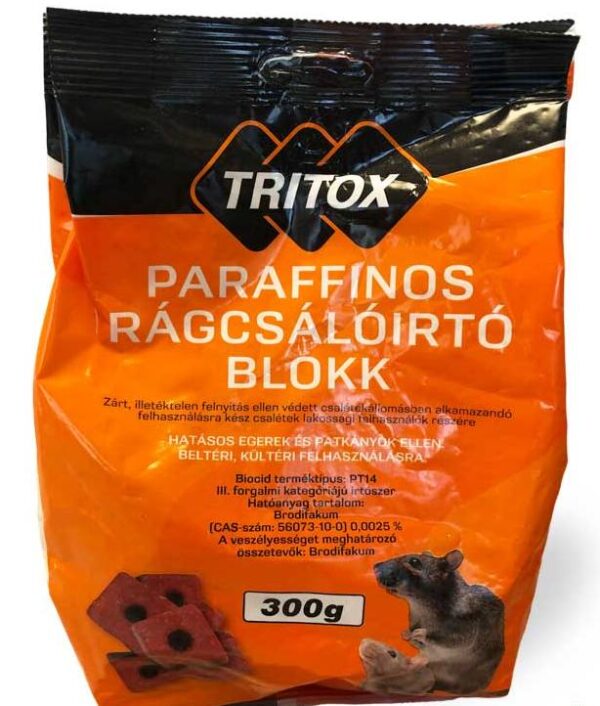 TRITOX
PARAFFINOS
RÁGCSÁLÓIRTÓ
BLOKK
Zárt, illetéktelen felnyitás ellen védett csalétekállomásban alkamazandó
felhasználásra kész csalétek lakossági felhasználók részére
HATÁSOS EGEREK ÉS PATKÁNYOK ELLEN.
BELTÉRI, KÜLTÉRI FELHASZNÁLÁSRA.
Biocid terméktípus: PT14
III. forgalmi kategóriájú irtószer
Hatóanyag tartalom:
Brodifakum
(CAS-szám: 56073-10-0) 0,0025 %
A veszélyességet meghatározó
összetevők: Brodifakum
300g